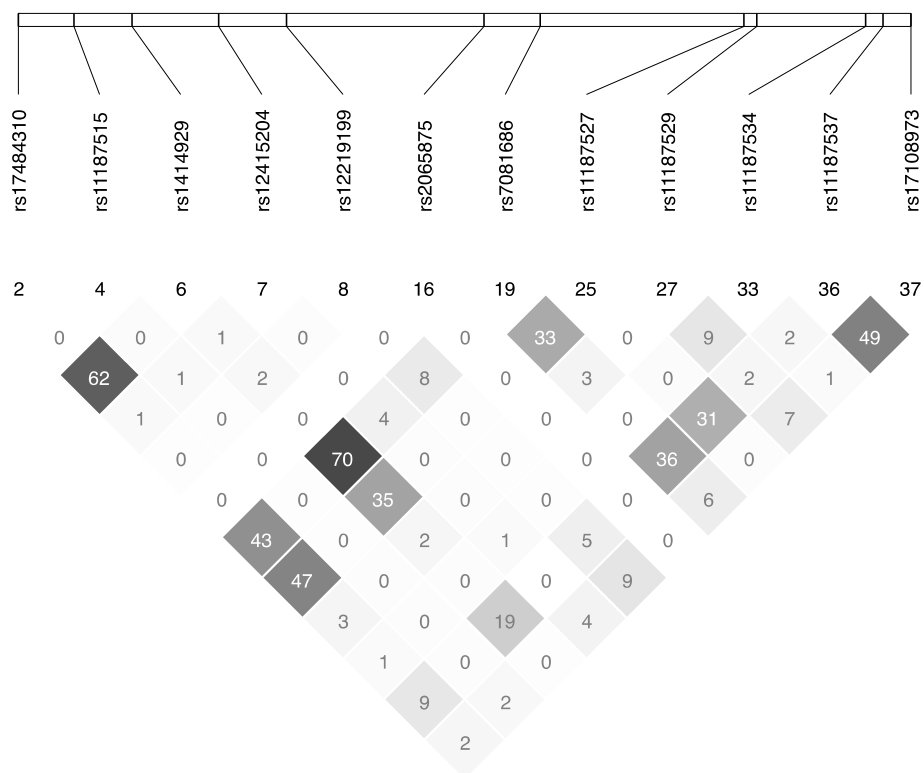 rs17484310
rs11187515
rs1414929
rs12415204
rs12219199
rs2065875
rs7081686
rs11187527
rs11187529
rs11187534
rs11187537
rs17108973
2 4 6 7 8 16 19 25 27 33 36 37
0 0 1 0 0 0 33 0 9 2 49
62 1 2 0 8 0 3 0 2 1
1 0 0 4 0 0 0 31 7
0 0 70 0 0 0 36 0
0 0 35 0 0 0 6
43 0 2 1 5 0
47 0 0 0 9
3 0 19 4
1 0 0
9 2
2